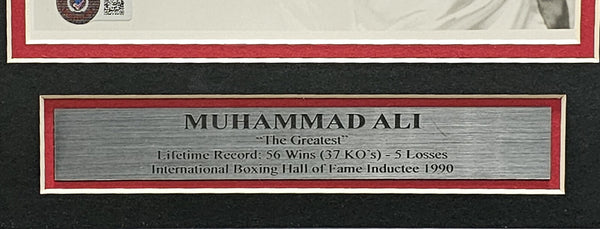 MUHAMMAD ALI
“The Greatest”
Lifetime Record: 56 Wins (37 KO's) - 5 Losses
International Boxing Hall of Fame Inductee 1990